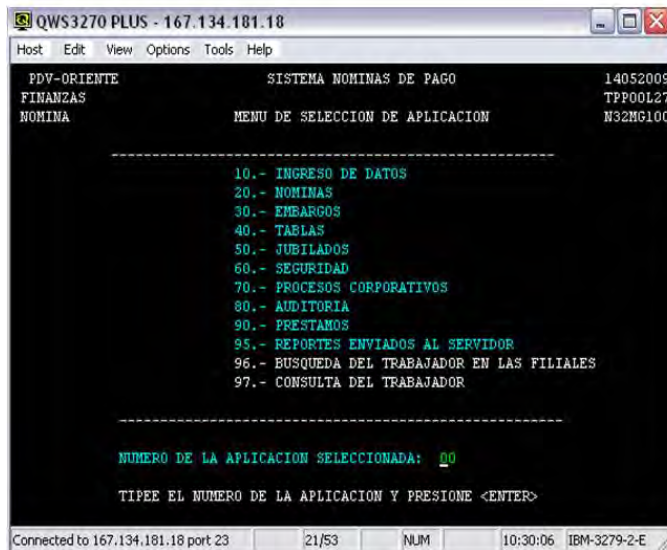 QWS3270 PLUS - 167.134.181.18
Host Edit View Options Tools Help
PDV-ORIENTE SISTEMA NOMINAS DE PAGO 14052009
FINANZAS TPP00L27
NOMINA MENU DE SELECCION DE APLICACION N32MG100
10.- INGRESO DE DATOS
20.- NOMINAS
30.- EMBARGOS
40.- TABLAS
50.- JUBILADOS
60.- SEGURIDAD
70.- PROCESOS CORPORATIVOS
80.- AUDITORIA
90.- PRESTAMOS
95.- REPORTES ENVIADOS AL SERVIDOR
96.- BUSQUEDA DEL TRABAJADOR EN LAS FILIALES
97.- CONSULTA DEL TRABAJADOR
NUMERO DE LA APLICACION SELECCIONADA: 00
TIPEE EL NUMERO DE LA APLICACION Y PRESIONE <ENTER>
Connected to 167.134.181.18 port 23 21/53 NUM 10:30:06 IBM-3279-2-E